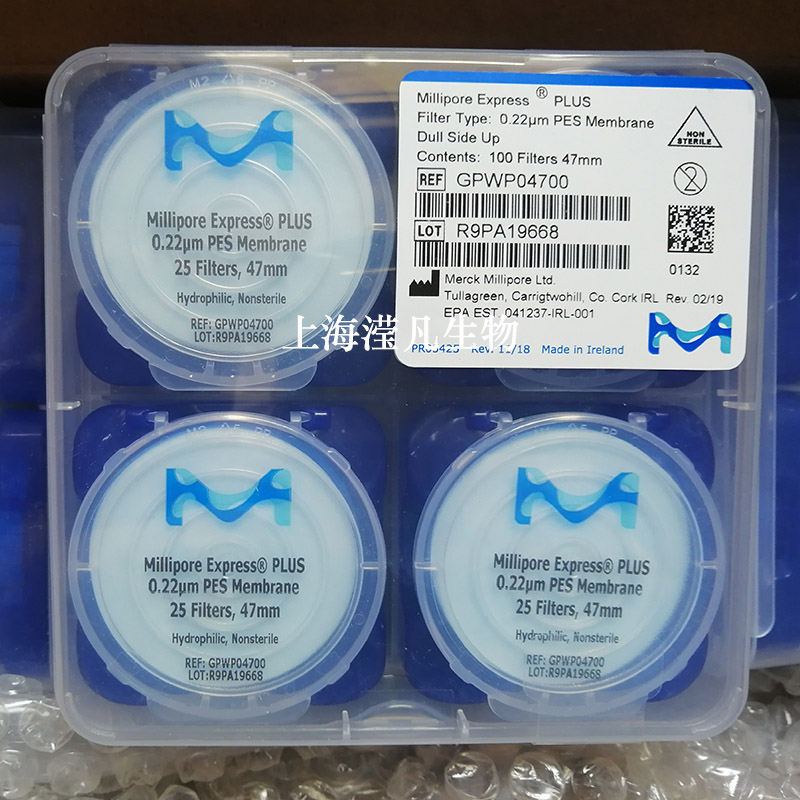 M2 △5 PP
Millipore Express® PLUS
0.22µm PES Membrane
25 Filters, 47mm
Hydrophilic, Nonsterile
REF: GPWP04700
LOT:R9PA19668
Millipore Express® PLUS
Filter Type: 0.22µm PES Membrane
Dull Side Up
Contents: 100 Filters 47mm
REF GPWP04700
LOT R9PA19668
NON
STERILE
2
0132
Merck Millipore Ltd.
Tullagreen, Carrigtwohill, Co. Cork IRL Rev. 02/19
EPA EST. 041237-IRL-001
PR05425 Rev. 11/18 Made in Ireland
上海滢凡生物
Millipore Express® PLUS
0.22µm PES Membrane
25 Filters, 47mm
Hydrophilic, Nonsterile
REF: GPWP04700
LOT:R9PA19668
Millipore Express® PLUS
0.22µm PES Membrane
25 Filters, 47mm
Hydrophilic, Nonsterile
REF: GPWP04700
LOT:R9PA19668